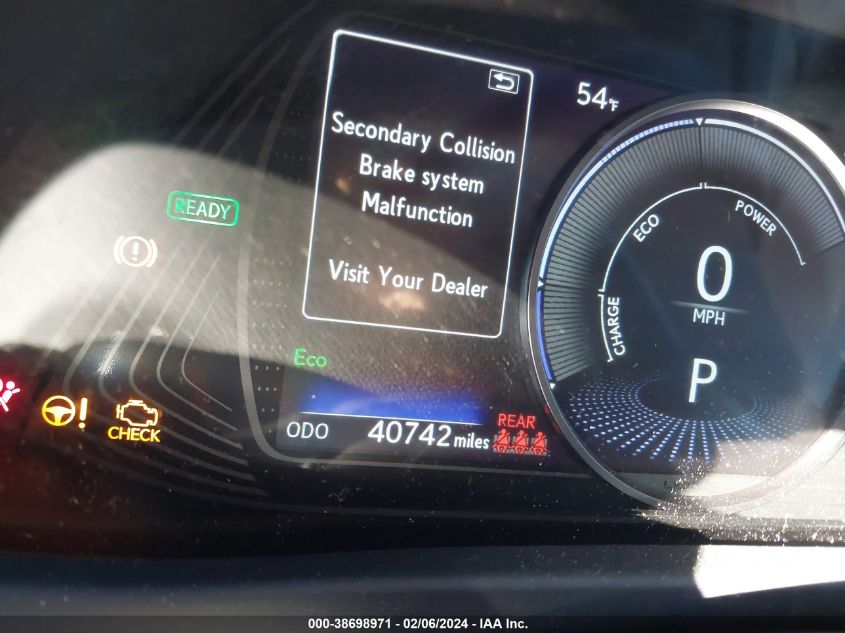 54°F
Secondary Collision
Brake system
Malfunction
Visit Your Dealer
READY
ECO
POWER
CHARGE
0
MPH
P
Eco
CHECK
ODO 40742 miles
REAR
000-38698971 - 02/06/2024 - IAA Inc.